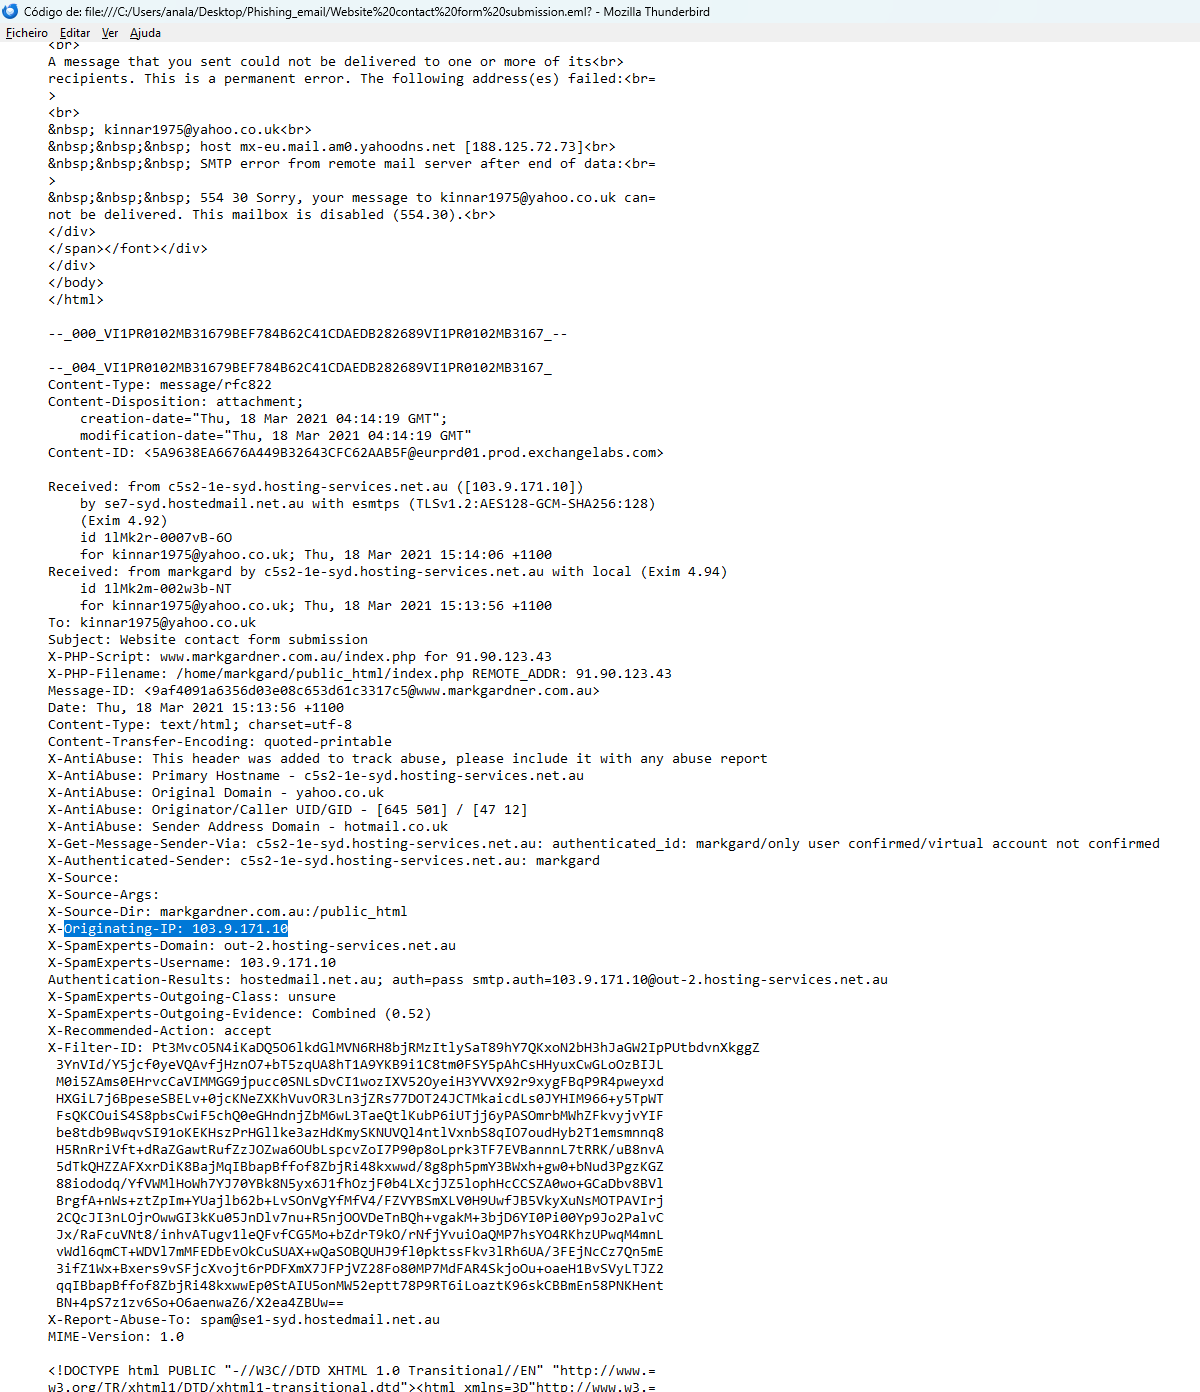 Código de: file:///C:/Users/anala/Desktop/Phishing_email/Website%20contact%20form%20submission.eml? - Mozilla Thunderbird
Ficheiro Editar Ver Ajuda
<br>
A message that you sent could not be delivered to one or more of its<br>
recipients. This is a permanent error. The following address(es) failed:<br=
>
<br>
&nbsp; kinnar1975@yahoo.co.uk<br>
&nbsp;&nbsp;&nbsp; host mx-eu.mail.am0.yahoodns.net [188.125.72.73]<br>
&nbsp;&nbsp;&nbsp; SMTP error from remote mail server after end of data:<br=
>
&nbsp;&nbsp;&nbsp; 554 30 Sorry, your message to kinnar1975@yahoo.co.uk can=
not be delivered. This mailbox is disabled (554.30).<br>
</div>
</span></font></div>
</div>
</body>
</html>
--_000_VI1PR0102MB31679BEF784B62C41CDAEDB282689VI1PR0102MB3167_--
--_004_VI1PR0102MB31679BEF784B62C41CDAEDB282689VI1PR0102MB3167_
Content-Type: message/rfc822
Content-Disposition: attachment;
creation-date="Thu, 18 Mar 2021 04:14:19 GMT";
modification-date="Thu, 18 Mar 2021 04:14:19 GMT"
Content-ID: <5A9638EA6676A449B32643CFC62AAB5F@eurprd01.prod.exchangelabs.com>
Received: from c5s2-1e-syd.hosting-services.net.au ([103.9.171.10])
by se7-syd.hostedmail.net.au with esmtps (TLSv1.2:AES128-GCM-SHA256:128)
(Exim 4.92)
id 1lMk2r-0007vB-6O
for kinnar1975@yahoo.co.uk; Thu, 18 Mar 2021 15:14:06 +1100
Received: from markgard by c5s2-1e-syd.hosting-services.net.au with local (Exim 4.94)
id 1lMk2m-002w3b-NT
for kinnar1975@yahoo.co.uk; Thu, 18 Mar 2021 15:13:56 +1100
To: kinnar1975@yahoo.co.uk
Subject: Website contact form submission
X-PHP-Script: www.markgardner.com.au/index.php for 91.90.123.43
X-PHP-Filename: /home/markgard/public_html/index.php REMOTE_ADDR: 91.90.123.43
Message-ID: <9af4091a6356d03e08c653d61c3317c5@www.markgardner.com.au>
Date: Thu, 18 Mar 2021 15:13:56 +1100
Content-Type: text/html; charset=utf-8
Content-Transfer-Encoding: quoted-printable
X-AntiAbuse: This header was added to track abuse, please include it with any abuse report
X-AntiAbuse: Primary Hostname - c5s2-1e-syd.hosting-services.net.au
X-AntiAbuse: Original Domain - yahoo.co.uk
X-AntiAbuse: Originator/Caller UID/GID - [645 501] / [47 12]
X-AntiAbuse: Sender Address Domain - hotmail.co.uk
X-Get-Message-Sender-Via: c5s2-1e-syd.hosting-services.net.au: authenticated_id: markgard/only user confirmed/virtual account not confirmed
X-Authenticated-Sender: c5s2-1e-syd.hosting-services.net.au: markgard
X-Source:
X-Source-Args:
X-Source-Dir: markgardner.com.au:/public_html
X-Originating-IP: 103.9.171.10
X-SpamExperts-Domain: out-2.hosting-services.net.au
X-SpamExperts-Username: 103.9.171.10
Authentication-Results: hostedmail.net.au; auth=pass smtp.auth=103.9.171.10@out-2.hosting-services.net.au
X-SpamExperts-Outgoing-Class: unsure
X-SpamExperts-Outgoing-Evidence: Combined (0.52)
X-Recommended-Action: accept
X-Filter-ID: Pt3MvcO5N4iKaDQ5O6lkdGlMVN6RH8bjRMzItlySaT89hY7QKxoN2bH3hJaGW2IpPUtbdvnXkggZ
3YnVId/Y5jcf0yeVQAvfjHznO7+bT5zqUA8hT1A9YKB9i1C8tm0FSY5pAhCsHHyuxCwGLoOzBIJL
M0i5ZAms0EHrvcCaVIMMGG9jpucc0SNLsDvCI1wozIXV52OyeiH3YVVX92r9xygFBqP9R4pweyxd
HXGiL7j6BpeseSBELv+0jcKNeZXKhVuvOR3Ln3jZRs77DOT24JCTMkaicdLs0JYHIM966+y5TpWT
FsQKCOuiS4S8pbsCwiF5chQ0eGHndnjZbM6wL3TaeQtlKubP6iUTjj6yPASOmrbMWhZFkvyjvYIF
be8tdb9BwqvSI91oKEKHszPrHGllke3azHdKmySKNUVQl4ntlVxnbS8qIO7oudHyb2T1emsmnnq8
H5RnRriVft+dRaZGawtRufZzJOZwa6OUbLspcvZoI7P90p8oLprk3TF7EVBannnL7tRRK/uB8nvA
5dTkQHZZAFXxrDiK8BajMqIBbapBffof8ZbjRi48kxwwd/8g8ph5pmY3BWxh+gw0+bNud3PgzKGZ
88iododq/YfVWMlHoWh7YJ70YBk8N5yx6J1fhOzjF0b4LXcjJZ5lophHcCCSZA0wo+GCaDbv8BVl
BrgfA+nWs+ztZpIm+YUajlb62b+LvSOnVgYfMfV4/FZVYBSmXLV0H9UwfJB5VkyXuNsMOTPAVIrj
2CQcJI3nLOjrOwwGI3kKu05JnDlv7nu+R5njOOVDeTnBQh+vgakM+3bjD6YI0Pi00Yp9Jo2PalvC
Jx/RaFcuVNt8/inhvATugv1leQFvfCG5Mo+bZdrT9kO/rNfjYvuiOaQMP7hsYO4RKhzUPwqM4mnL
vWdl6qmCT+WDVl7mMFEDbEvOkCuSUAX+wQaSOBQUHJ9fl0pktssFkv3lRh6UA/3FEjNcCz7Qn5mE
3ifZ1Wx+Bxers9vSFjcXvojt6rPDFXmX7JFPjVZ28Fo80MP7MdFAR4SkjoOu+oaeH1BvSVyLTJZ2
qqIBbapBffof8ZbjRi48kxwwEp0StAIU5onMW52eptt78P9RT6iLoaztK96skCBBmEn58PNKHent
BN+4pS7z1zv6So+O6aenwaZ6/X2ea4ZBUw==
X-Report-Abuse-To: spam@se1-syd.hostedmail.net.au
MIME-Version: 1.0
<!DOCTYPE html PUBLIC "-//W3C//DTD XHTML 1.0 Transitional//EN" "http://www.=
w3.org/TR/xhtml1/DTD/xhtml1-transitional.dtd"><html xmlns=3D"http://www.w3.=